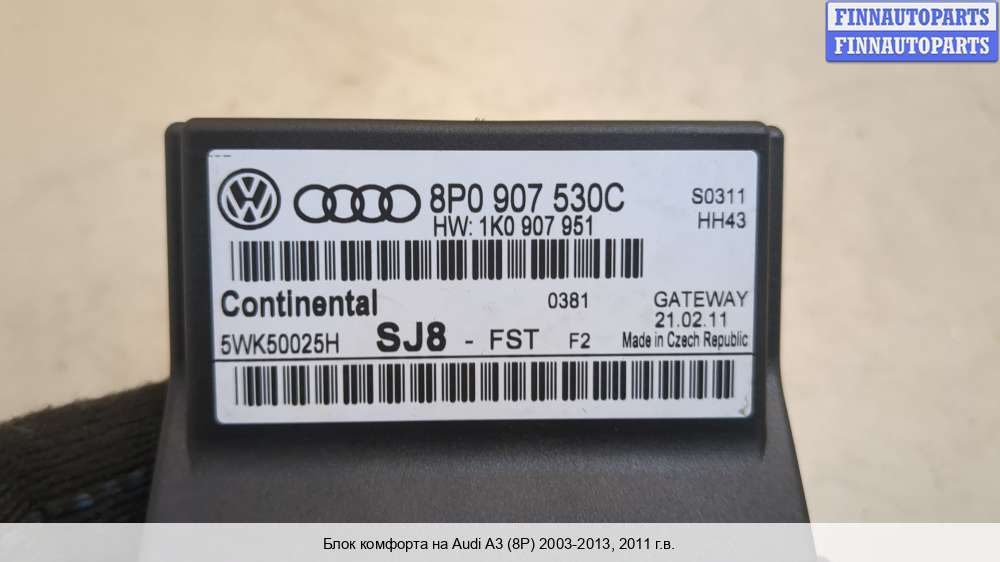 FINNAUTOPARTS
FINNAUTOPARTS
8P0 907 530C
HW: 1K0 907 951
S0311
HH43
Continental
0381
GATEWAY
21.02.11
5WK50025H SJ8 - FST F2 Made in Czech Republic
Блок комфорта на Audi A3 (8P) 2003-2013, 2011 г.в.